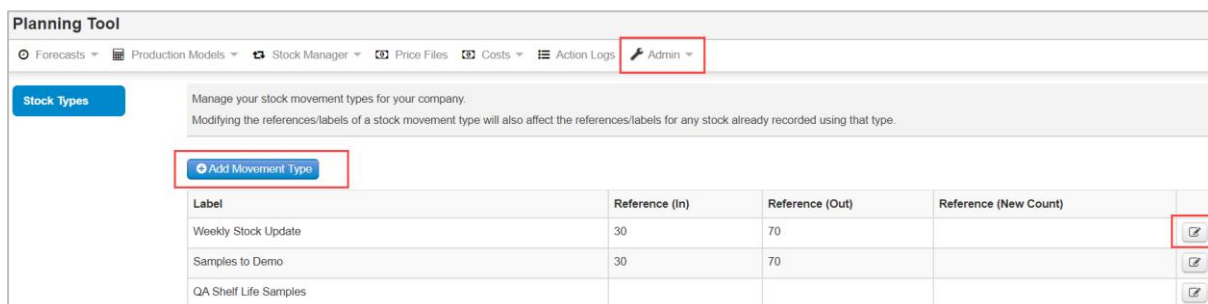 Planning Tool
Forecasts Production Models Stock Manager Price Files Costs Action Logs Admin
Stock Types
Manage your stock movement types for your company.
Modifying the references/labels of a stock movement type will also affect the references/labels for any stock already recorded using that type.
Add Movement Type
Label Reference (In) Reference (Out) Reference (New Count)
Weekly Stock Update 30 70
Samples to Demo 30 70
QA Shelf Life Samples